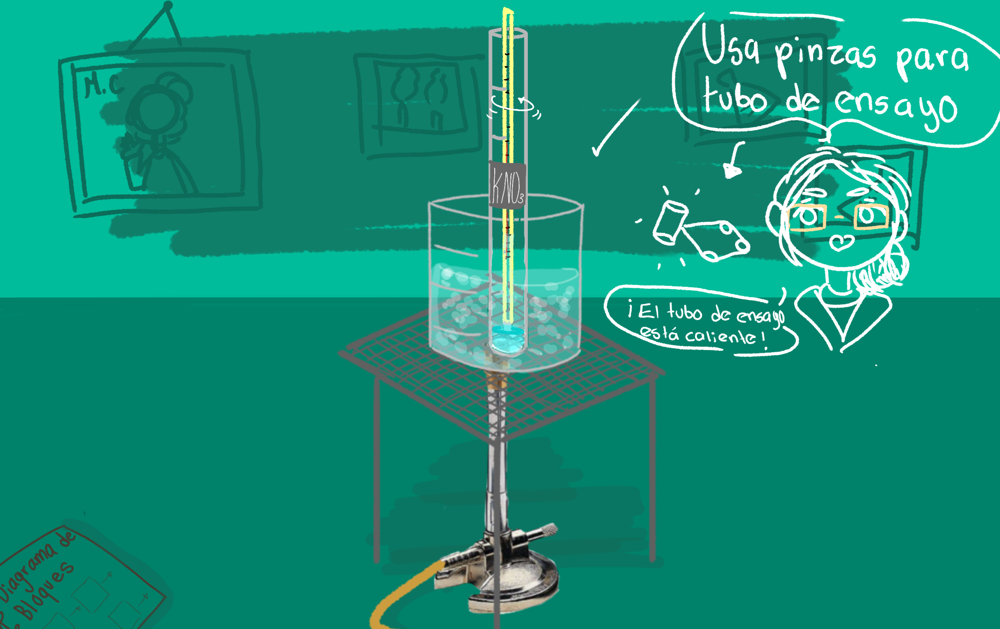 M.C
Usa pinzas para
tubo de ensayo
KNO₃
¡El tubo de ensayo
está caliente!
Diagrama de
Bloques